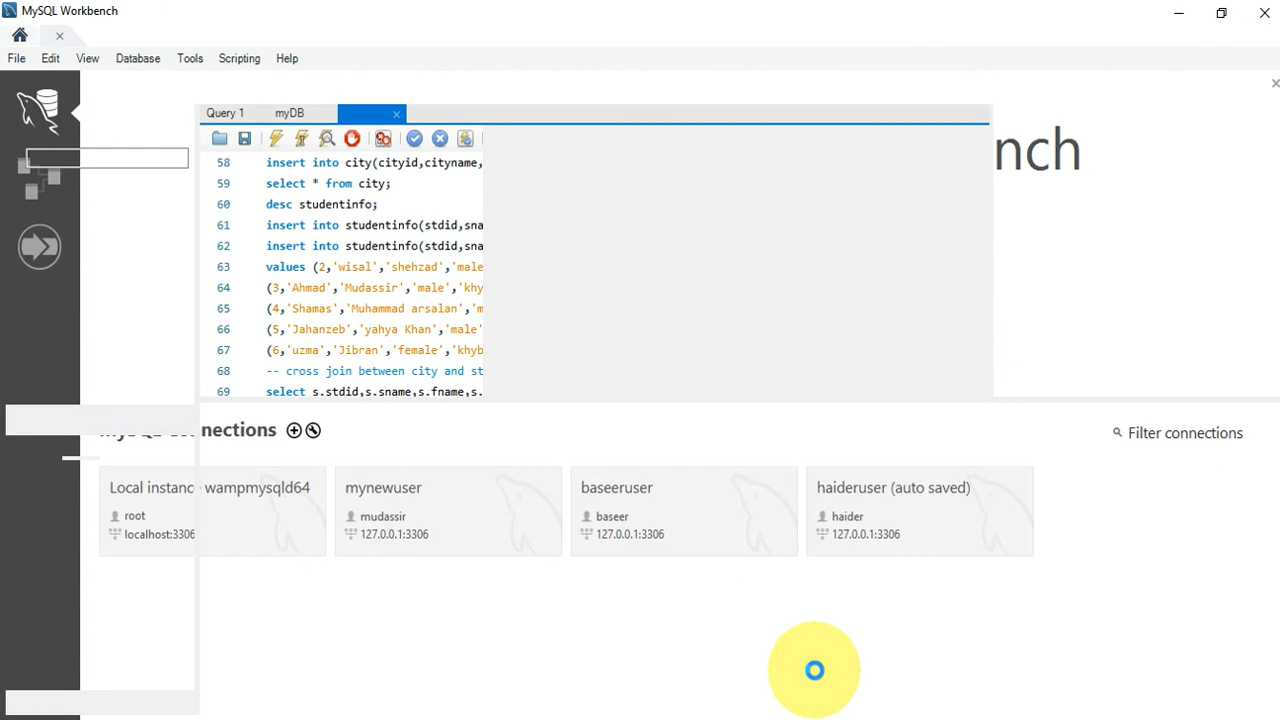 MySQL Workbench
File Edit View Database Tools Scripting Help
Query 1 myDB
nch
58 insert into city(cityid,cityname,
59 select * from city;
60 desc studentinfo;
61 insert into studentinfo(stdid,sna
62 insert into studentinfo(stdid,sna
63 values (2,'wisal','shehzad','male
64 (3,'Ahmad','Mudassir','male','khy
65 (4,'Shamas','Muhammad arsalan','m
66 (5,'Jahanzeb','yahya Khan','male'
67 (6,'uzma','Jibran','female','khyb
68 -- cross join between city and st
69 select s.stdid,s.sname,s.fname,s.
nnections
Filter connections
Local instanc wampmysqld64
root
localhost:3306
mynewuser
mudassir
127.0.0.1:3306
baseeruser
baseer
127.0.0.1:3306
haideruser (auto saved)
haider
127.0.0.1:3306